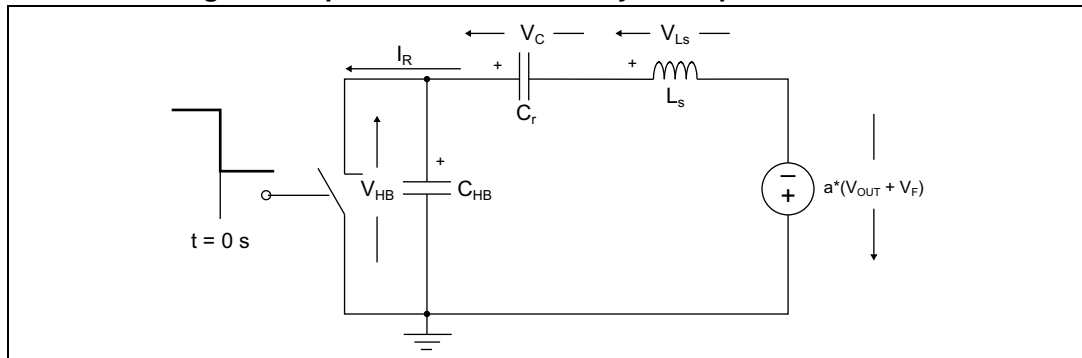 V_C
V_Ls
I_R
+
+
C_r
L_s
+
V_HB
C_HB
−
+
a*(V_OUT + V_F)
t = 0 s